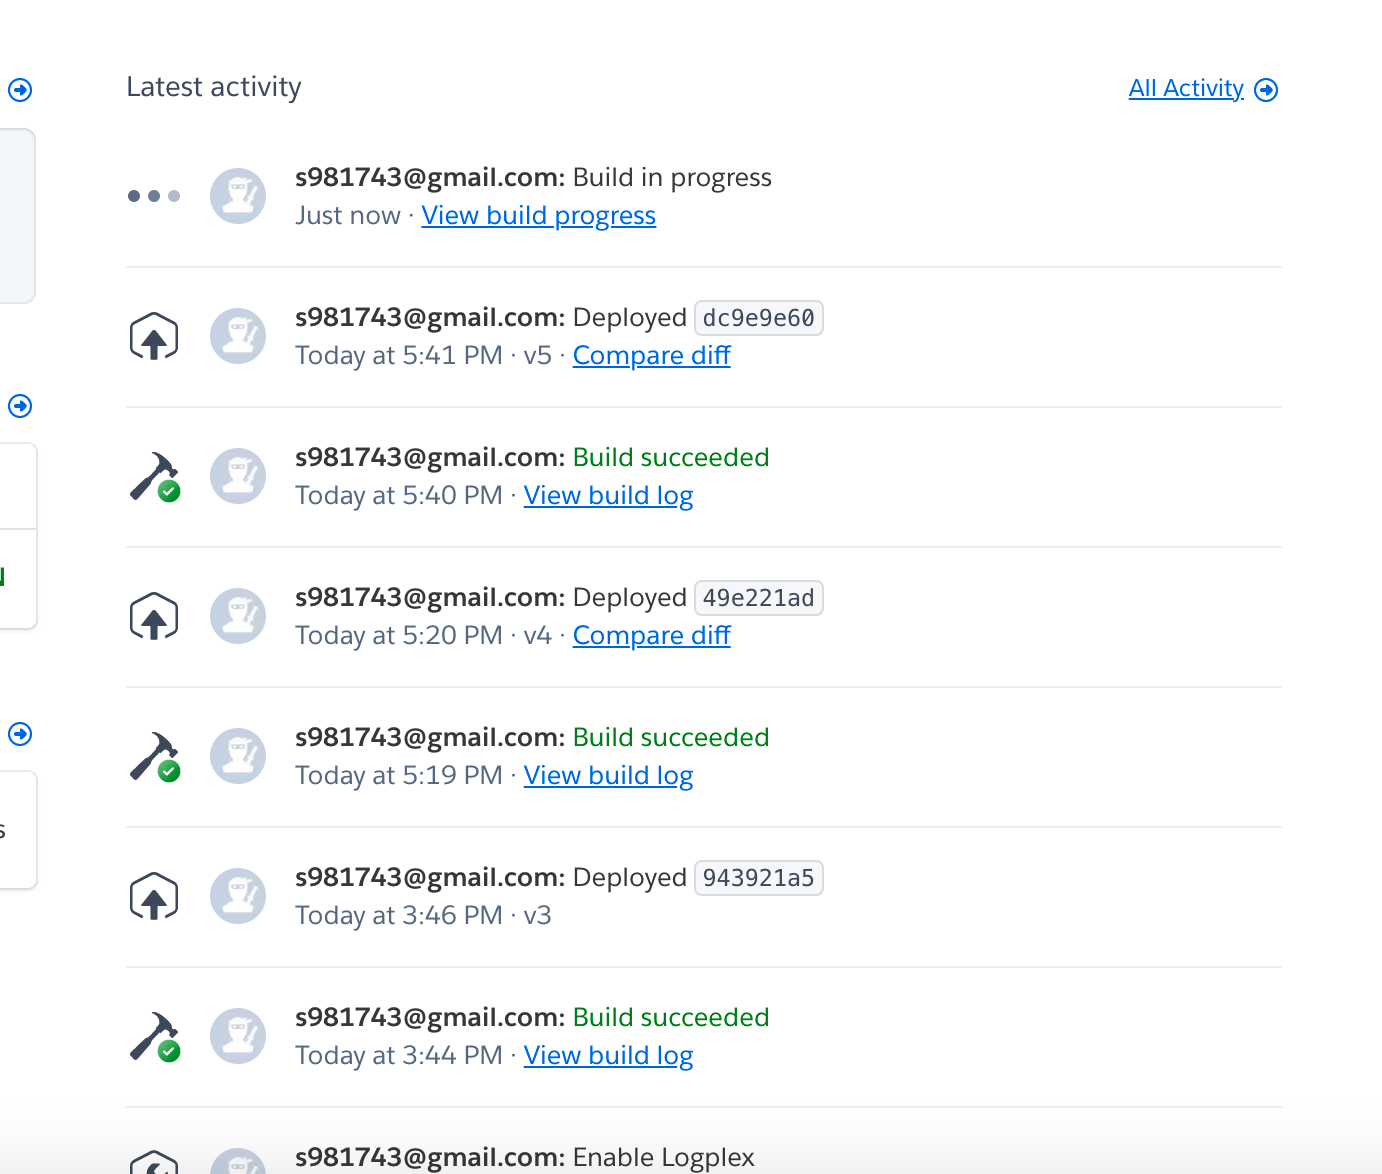 Latest activity
All Activity
s981743@gmail.com: Build in progress
Just now · View build progress
s981743@gmail.com: Deployed dc9e9e60
Today at 5:41 PM · v5 · Compare diff
s981743@gmail.com: Build succeeded
Today at 5:40 PM · View build log
s981743@gmail.com: Deployed 49e221ad
Today at 5:20 PM · v4 · Compare diff
s981743@gmail.com: Build succeeded
Today at 5:19 PM · View build log
s981743@gmail.com: Deployed 943921a5
Today at 3:46 PM · v3
s
s981743@gmail.com: Build succeeded
Today at 3:44 PM · View build log
s981743@gmail.com: Enable Logplex